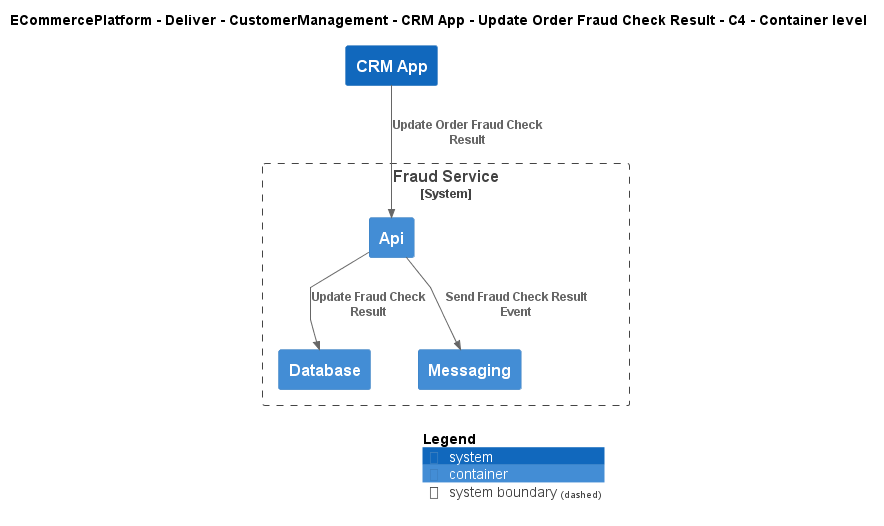 ECommercePlatform - Deliver - CustomerManagement - CRM App - Update Order Fraud Check Result - C4 - Container level
CRM App
Update Order Fraud Check
Result
Fraud Service
[System]
Api
Update Fraud Check
Result
Send Fraud Check Result
Event
Database
Messaging
Legend
system
container
system boundary (dashed)